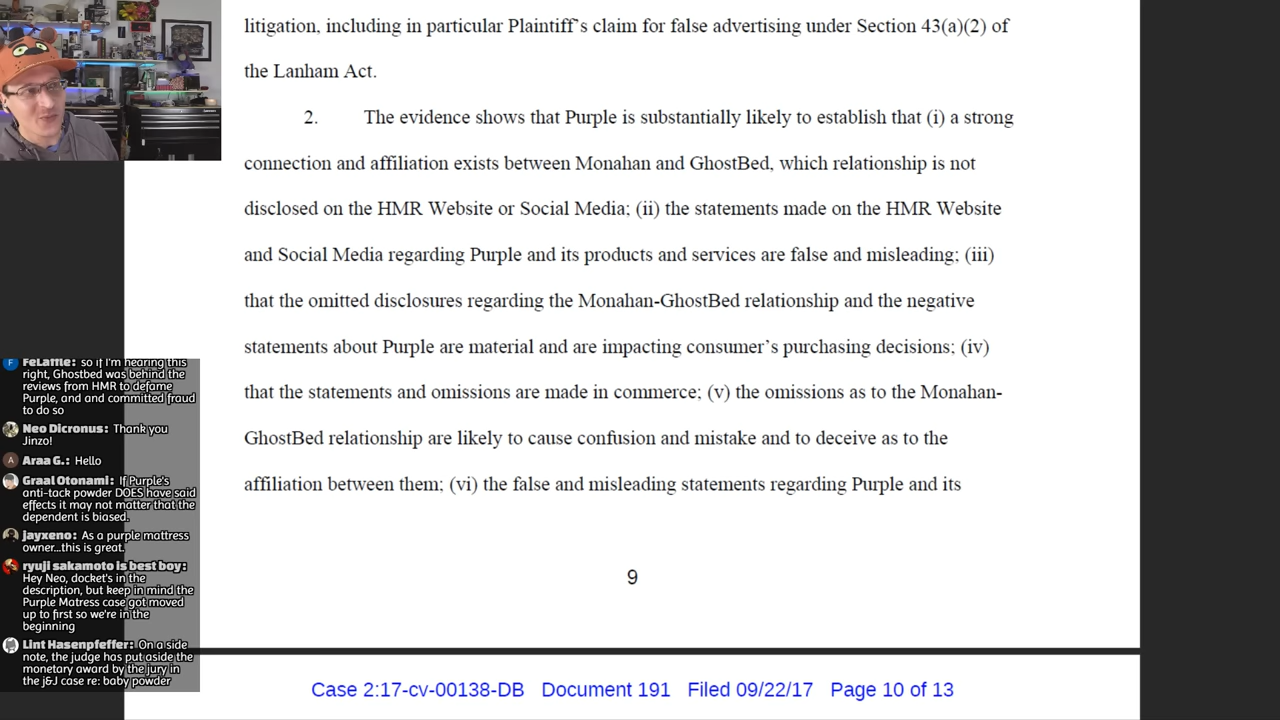 litigation, including in particular Plaintiff's claim for false advertising under Section 43(a)(2) of
the Lanham Act.
2. The evidence shows that Purple is substantially likely to establish that (i) a strong
connection and affiliation exists between Monahan and GhostBed, which relationship is not
disclosed on the HMR Website or Social Media; (ii) the statements made on the HMR Website
and Social Media regarding Purple and its products and services are false and misleading; (iii)
that the omitted disclosures regarding the Monahan-GhostBed relationship and the negative
statements about Purple are material and are impacting consumer's purchasing decisions; (iv)
that the statements and omissions are made in commerce; (v) the omissions as to the Monahan-
GhostBed relationship are likely to cause confusion and mistake and to deceive as to the
affiliation between them; (vi) the false and misleading statements regarding Purple and its
9
Case 2:17-cv-00138-DB Document 191 Filed 09/22/17 Page 10 of 13
F
so if I'm hearing this
right, Ghostbed was behind the
reviews from HMR to defame
Purple, and and committed fraud
to do so
Neo Dicronus: Thank you
Jinzo!
A Araa G.: Hello
Graal Otonami: If Purple's
anti-tack powder DOES have said
effects it may not matter that the
dependent is biased.
jayxeno: As a purple mattress
owner...this is great.
ryuji sakamoto is best boy:
Hey Neo, docket's in the
description, but keep in mind the
Purple Matress case got moved
up to first so we're in the
beginning
Lint Hasenpfeffer: On a side
note, the judge has put aside the
monetary award by the jury in
the j&J case re: baby powder